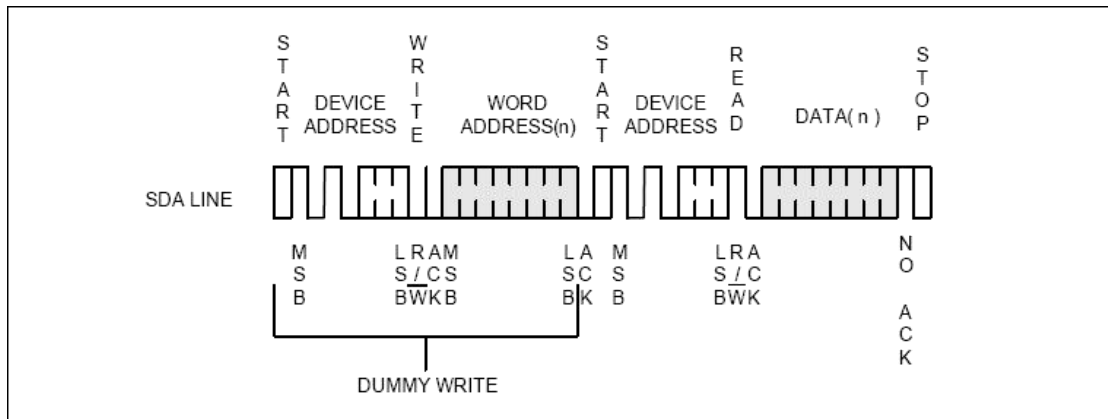 START
WRITE
START
READ
STOP
DEVICE ADDRESS
WORD ADDRESS(n)
DEVICE ADDRESS
DATA( n )
SDA LINE
MSB
LSB
R/W
ACK
MSB
LSB
ACK
MSB
LSB
R/W
ACK
NO ACK
DUMMY WRITE